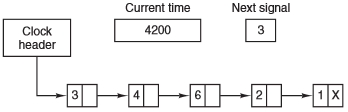 Current time
Next signal
Clock
header
4200
3
3
4
6
2
1 X